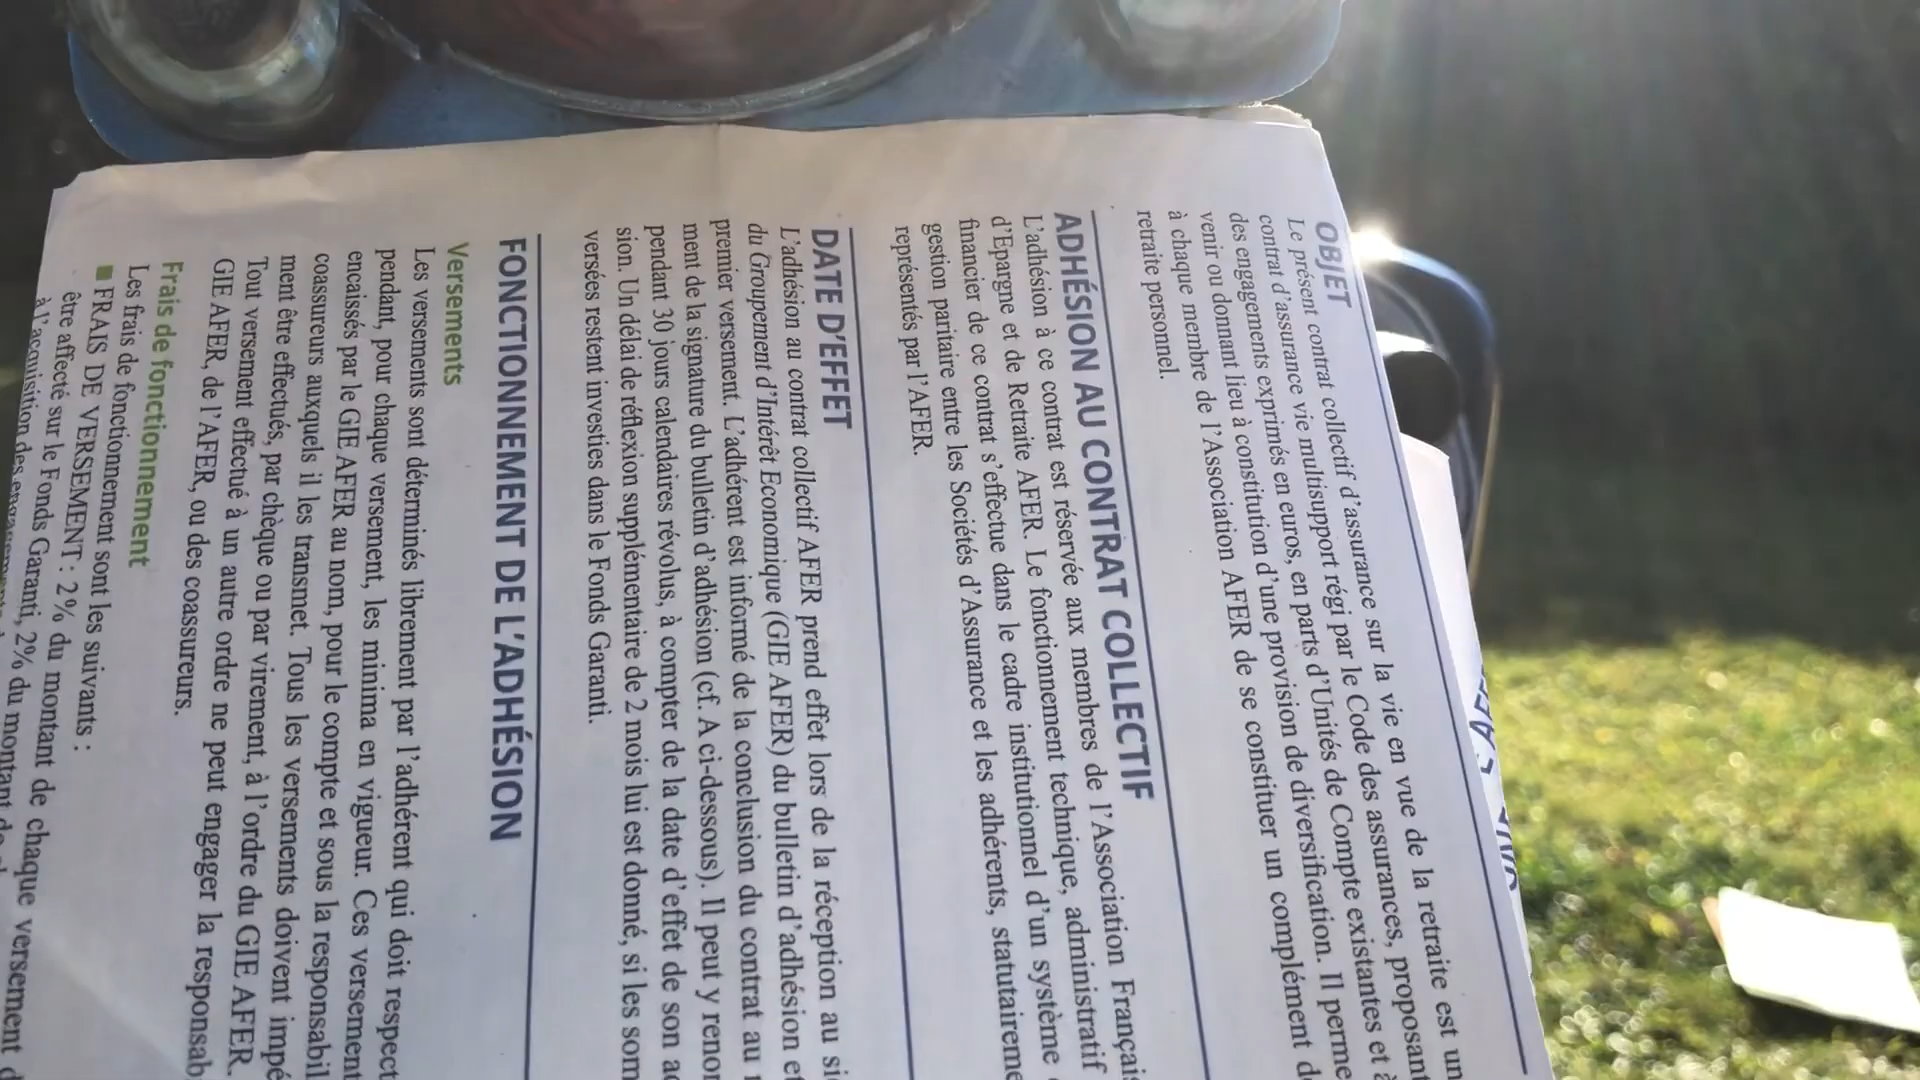 OBJET
Le présent contrat collectif d'assurance sur la vie en vue de la retraite est un
contrat d'assurance vie multisupport régi par le Code des assurances, proposant
des engagements exprimés en euros, en parts d'Unités de Compte existantes et à
venir ou donnant lieu à constitution d'une provision de diversification. Il perme
à chaque membre de l'Association AFER de se constituer un complément d
retraite personnel.
ADHÉSION AU CONTRAT COLLECTIF
L'adhésion à ce contrat est réservée aux membres de l'Association Françai
d'Epargne et de Retraite AFER. Le fonctionnement technique, administratif
financier de ce contrat s'effectue dans le cadre institutionnel d'un système
gestion paritaire entre les Sociétés d'Assurance et les adhérents, statutaireme
représentés par l'AFER.
DATE D'EFFET
L'adhésion au contrat collectif AFER prend effet lors de la réception au si
du Groupement d'Intérêt Economique (GIE AFER) du bulletin d'adhésion et
premier versement. L'adhérent est informé de la conclusion du contrat au
ment de la signature du bulletin d'adhésion (cf. A ci-dessous). Il peut y renon
pendant 30 jours calendaires révolus, à compter de la date d'effet de son a
sion. Un délai de réflexion supplémentaire de 2 mois lui est donné, si les som
versées restent investies dans le Fonds Garanti.
FONCTIONNEMENT DE L'ADHÉSION
Versements
Les versements sont déterminés librement par l'adhérent qui doit respect
pendant, pour chaque versement, les minima en vigueur. Ces versement
encaissés par le GIE AFER au nom, pour le compte et sous la responsabil
coassureurs auxquels il les transmet. Tous les versements doivent impé
ment être effectués, par chèque ou par virement, à l'ordre du GIE AFER.
Tout versement effectué à un autre ordre ne peut engager la responsab
GIE AFER, de l'AFER, ou des coassureurs.
Frais de fonctionnement
Les frais de fonctionnement sont les suivants :
■ FRAIS DE VERSEMENT : 2% du montant de chaque versement d
être affecté sur le Fonds Garanti, 2% du montant de
à l'acquisition des